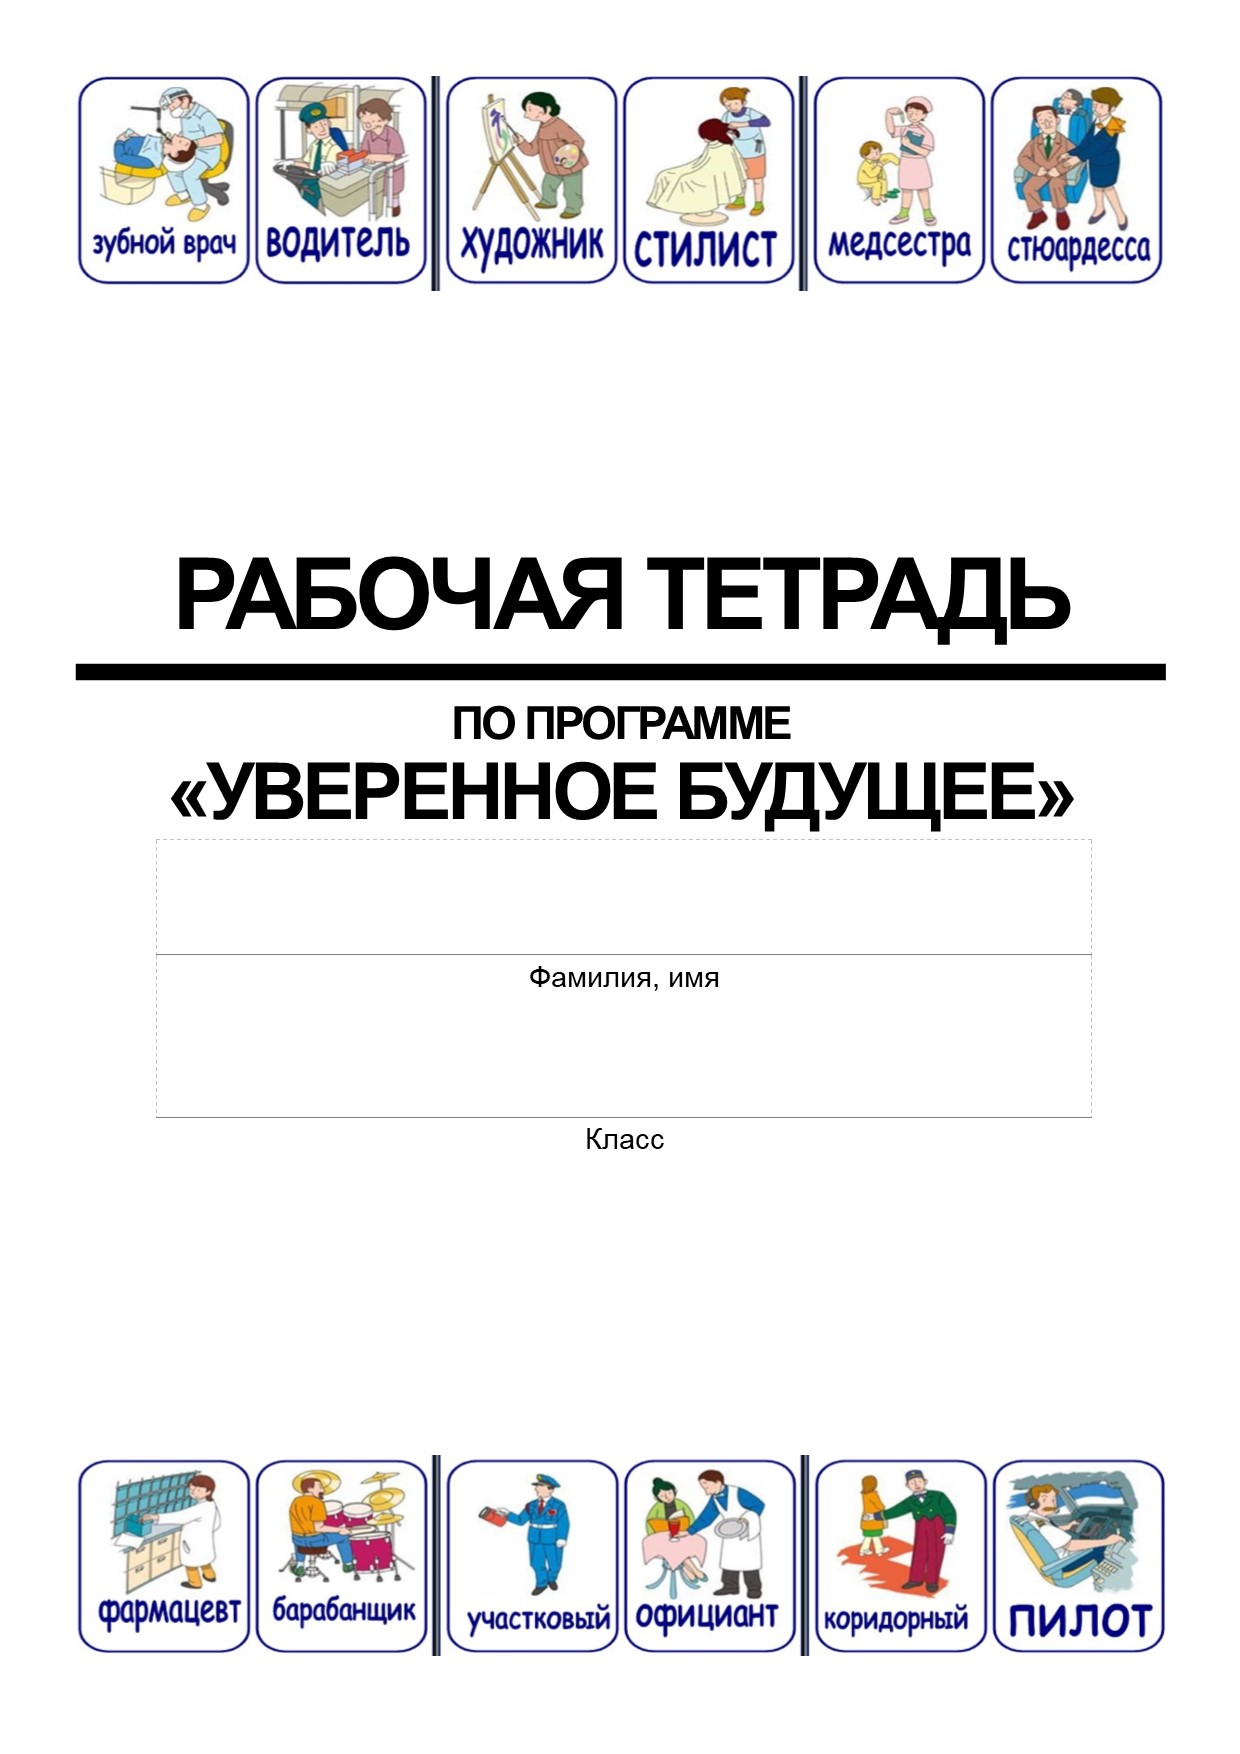 зубной врач водитель художник стилист медсестра стюардесса
РАБОЧАЯ ТЕТРАДЬ
ПО ПРОГРАММЕ
«УВЕРЕННОЕ БУДУЩЕЕ»
Фамилия, имя
Класс
фармацевт барабанщик участковый официант коридорный пилот